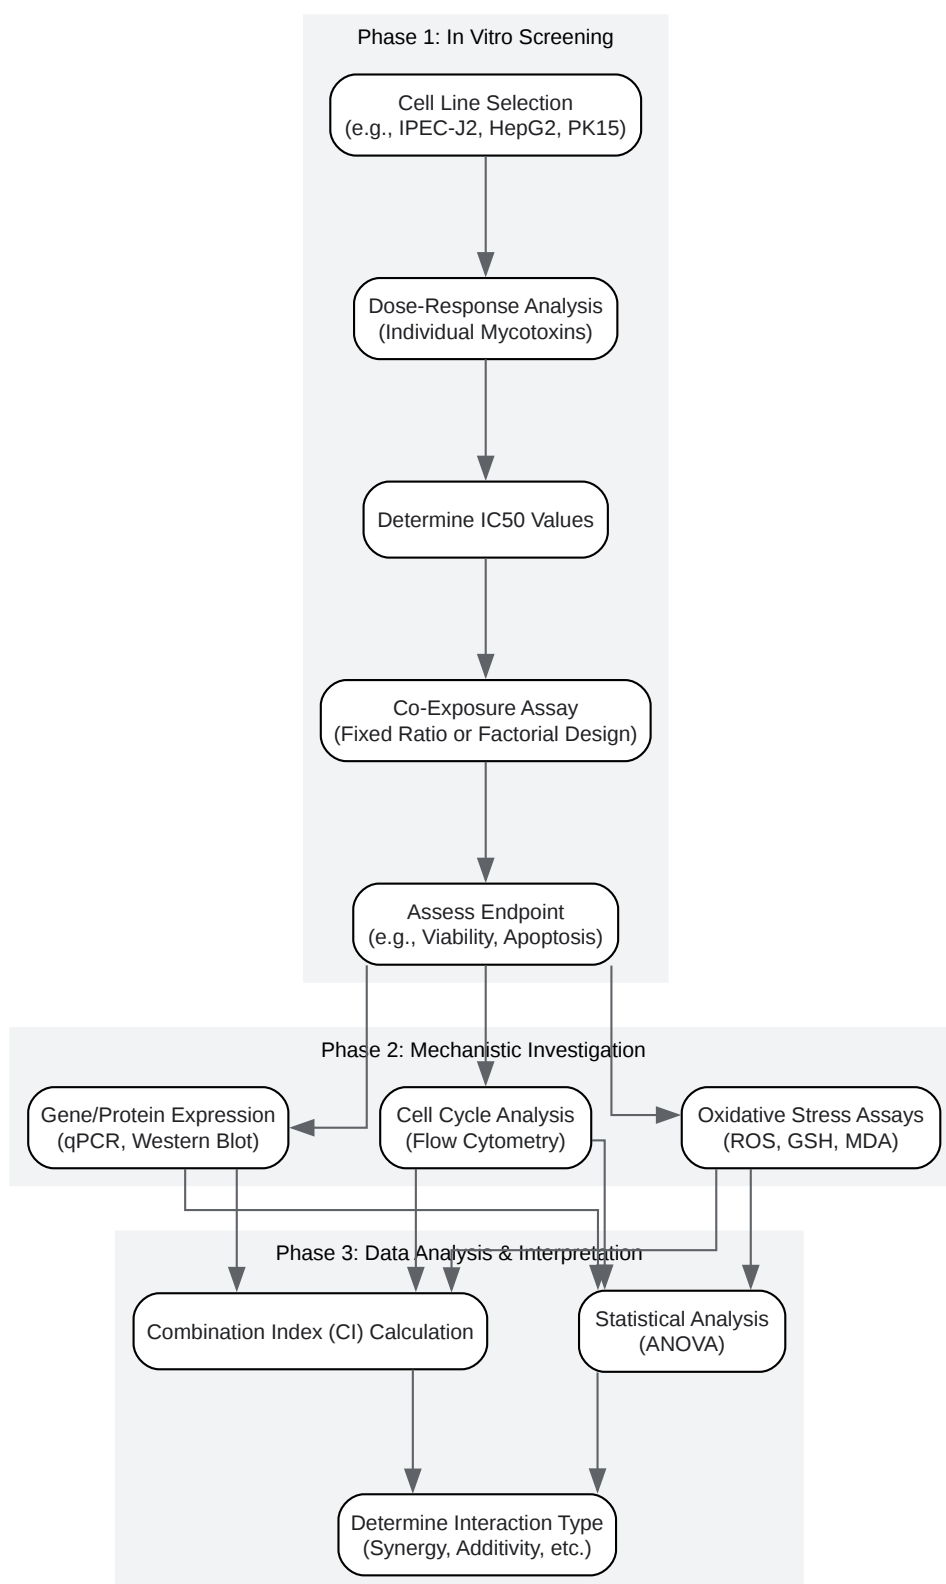 Phase 1: In Vitro Screening
Cell Line Selection
(e.g., IPEC-J2, HepG2, PK15)
Dose-Response Analysis
(Individual Mycotoxins)
Determine IC50 Values
Co-Exposure Assay
(Fixed Ratio or Factorial Design)
Assess Endpoint
(e.g., Viability, Apoptosis)
Phase 2: Mechanistic Investigation
Gene/Protein Expression
(qPCR, Western Blot)
Cell Cycle Analysis
(Flow Cytometry)
Oxidative Stress Assays
(ROS, GSH, MDA)
Phase 3: Data Analysis & Interpretation
Combination Index (CI) Calculation
Statistical Analysis
(ANOVA)
Determine Interaction Type
(Synergy, Additivity, etc.)